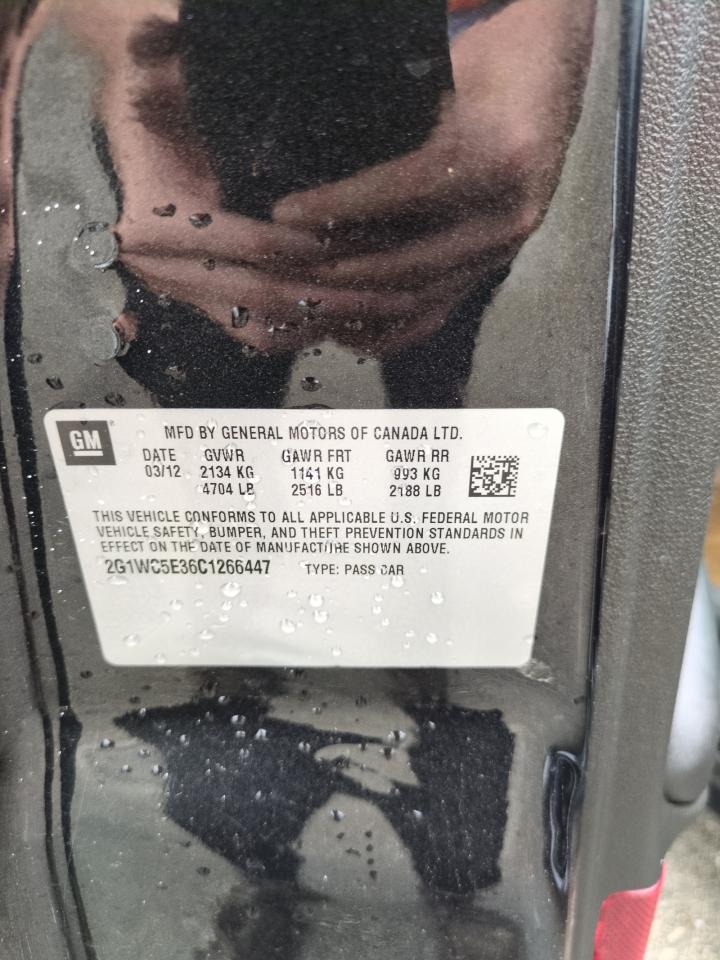 GM
MFD BY GENERAL MOTORS OF CANADA LTD.
DATE GVWR GAWR FRT GAWR RR
03/12 2134 KG 1141 KG 993 KG
4704 LB 2516 LB 2188 LB
THIS VEHICLE CONFORMS TO ALL APPLICABLE U.S. FEDERAL MOTOR
VEHICLE SAFETY, BUMPER, AND THEFT PREVENTION STANDARDS IN
EFFECT ON THE DATE OF MANUFACTURE SHOWN ABOVE.
2G1WC5E36C1266447 TYPE: PASS CAR